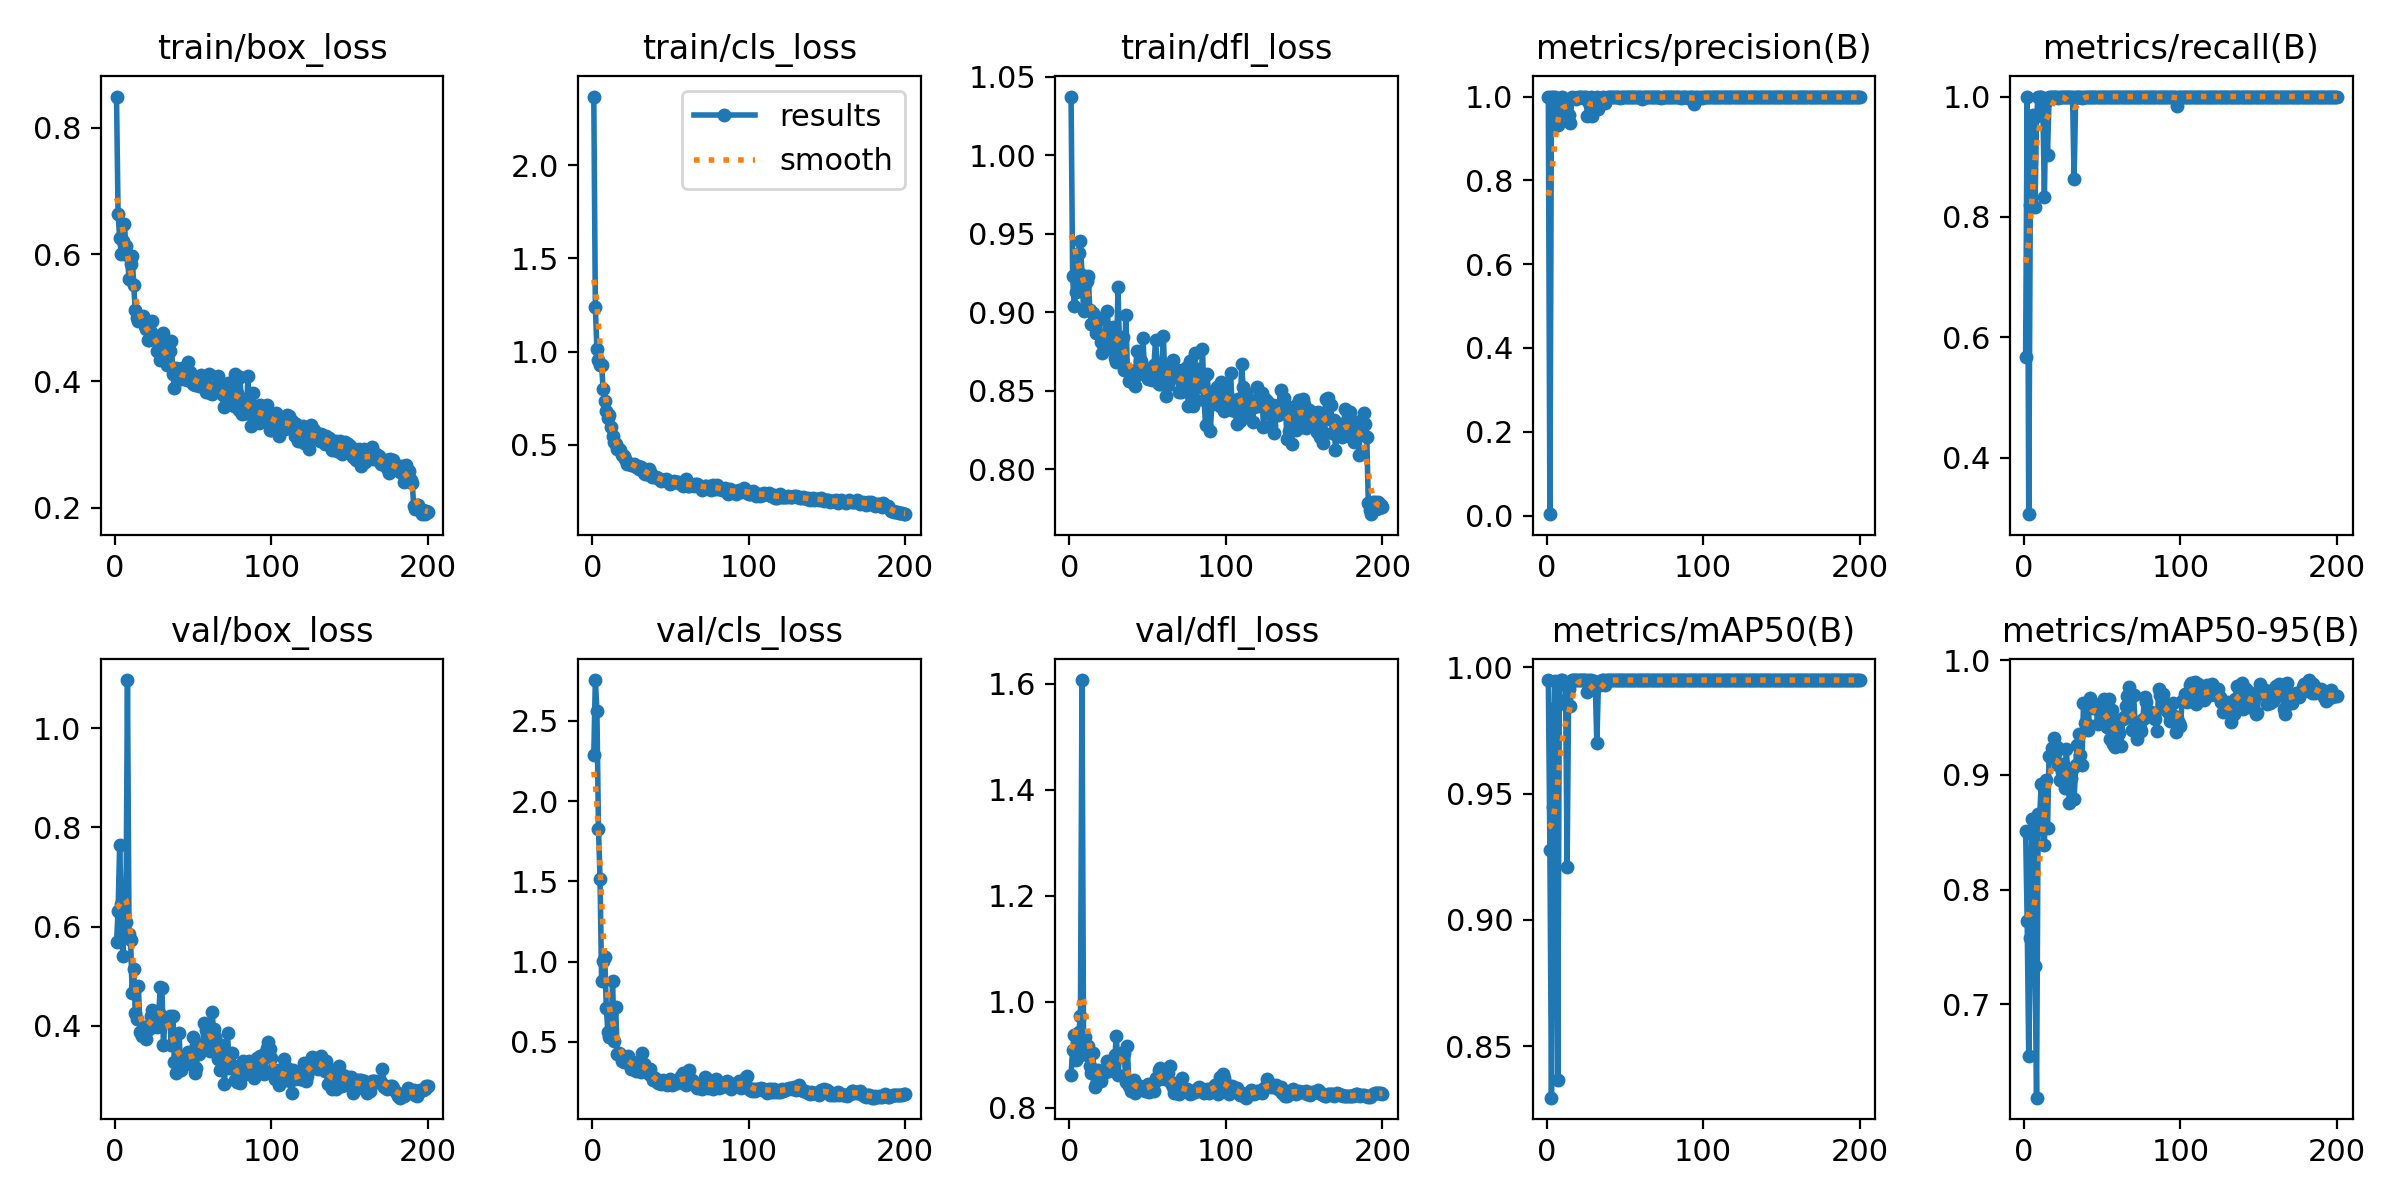 train/box_loss
0.8
0.6
0.4
0.2
0 100 200
train/cls_loss
results
smooth
2.0
1.5
1.0
0.5
0 100 200
train/dfl_loss
1.05
1.00
0.95
0.90
0.85
0.80
0 100 200
metrics/precision(B)
1.0
0.8
0.6
0.4
0.2
0.0
0 100 200
metrics/recall(B)
1.0
0.8
0.6
0.4
0 100 200
val/box_loss
1.0
0.8
0.6
0.4
0 100 200
val/cls_loss
2.5
2.0
1.5
1.0
0.5
0 100 200
val/dfl_loss
1.6
1.4
1.2
1.0
0.8
0 100 200
metrics/mAP50(B)
1.00
0.95
0.90
0.85
0 100 200
metrics/mAP50-95(B)
1.0
0.9
0.8
0.7
0 100 200